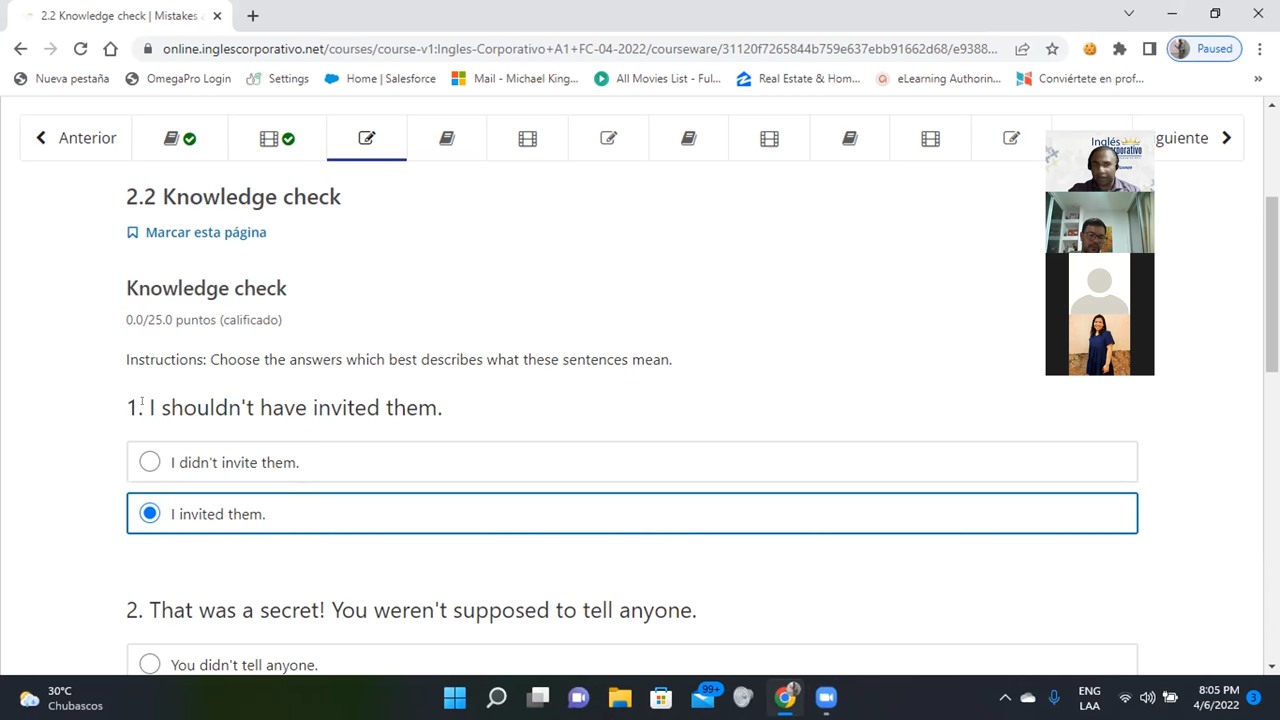 2.2 Knowledge check | Mistakes
online.inglescorporativo.net/courses/course-v1:Ingles-Corporativo+A1+FC-04-2022/courseware/31120f7265844b759e637ebb91662d68/e9388...
Paused
Nueva pestaña
OmegaPro Login
Settings
Home | Salesforce
Mail - Michael King...
All Movies List - Ful...
Real Estate & Hom...
eLearning Authorin...
Conviértete en prof...
»
Anterior
guiente
Inglés
2.2 Knowledge check
Marcar esta página
Knowledge check
0.0/25.0 puntos (calificado)
Instructions: Choose the answers which best describes what these sentences mean.
1. I shouldn't have invited them.
I didn't invite them.
I invited them.
2. That was a secret! You weren't supposed to tell anyone.
You didn't tell anyone.
30°C
Chubascos
99+
ENG
LAA
8:05 PM
4/6/2022
3